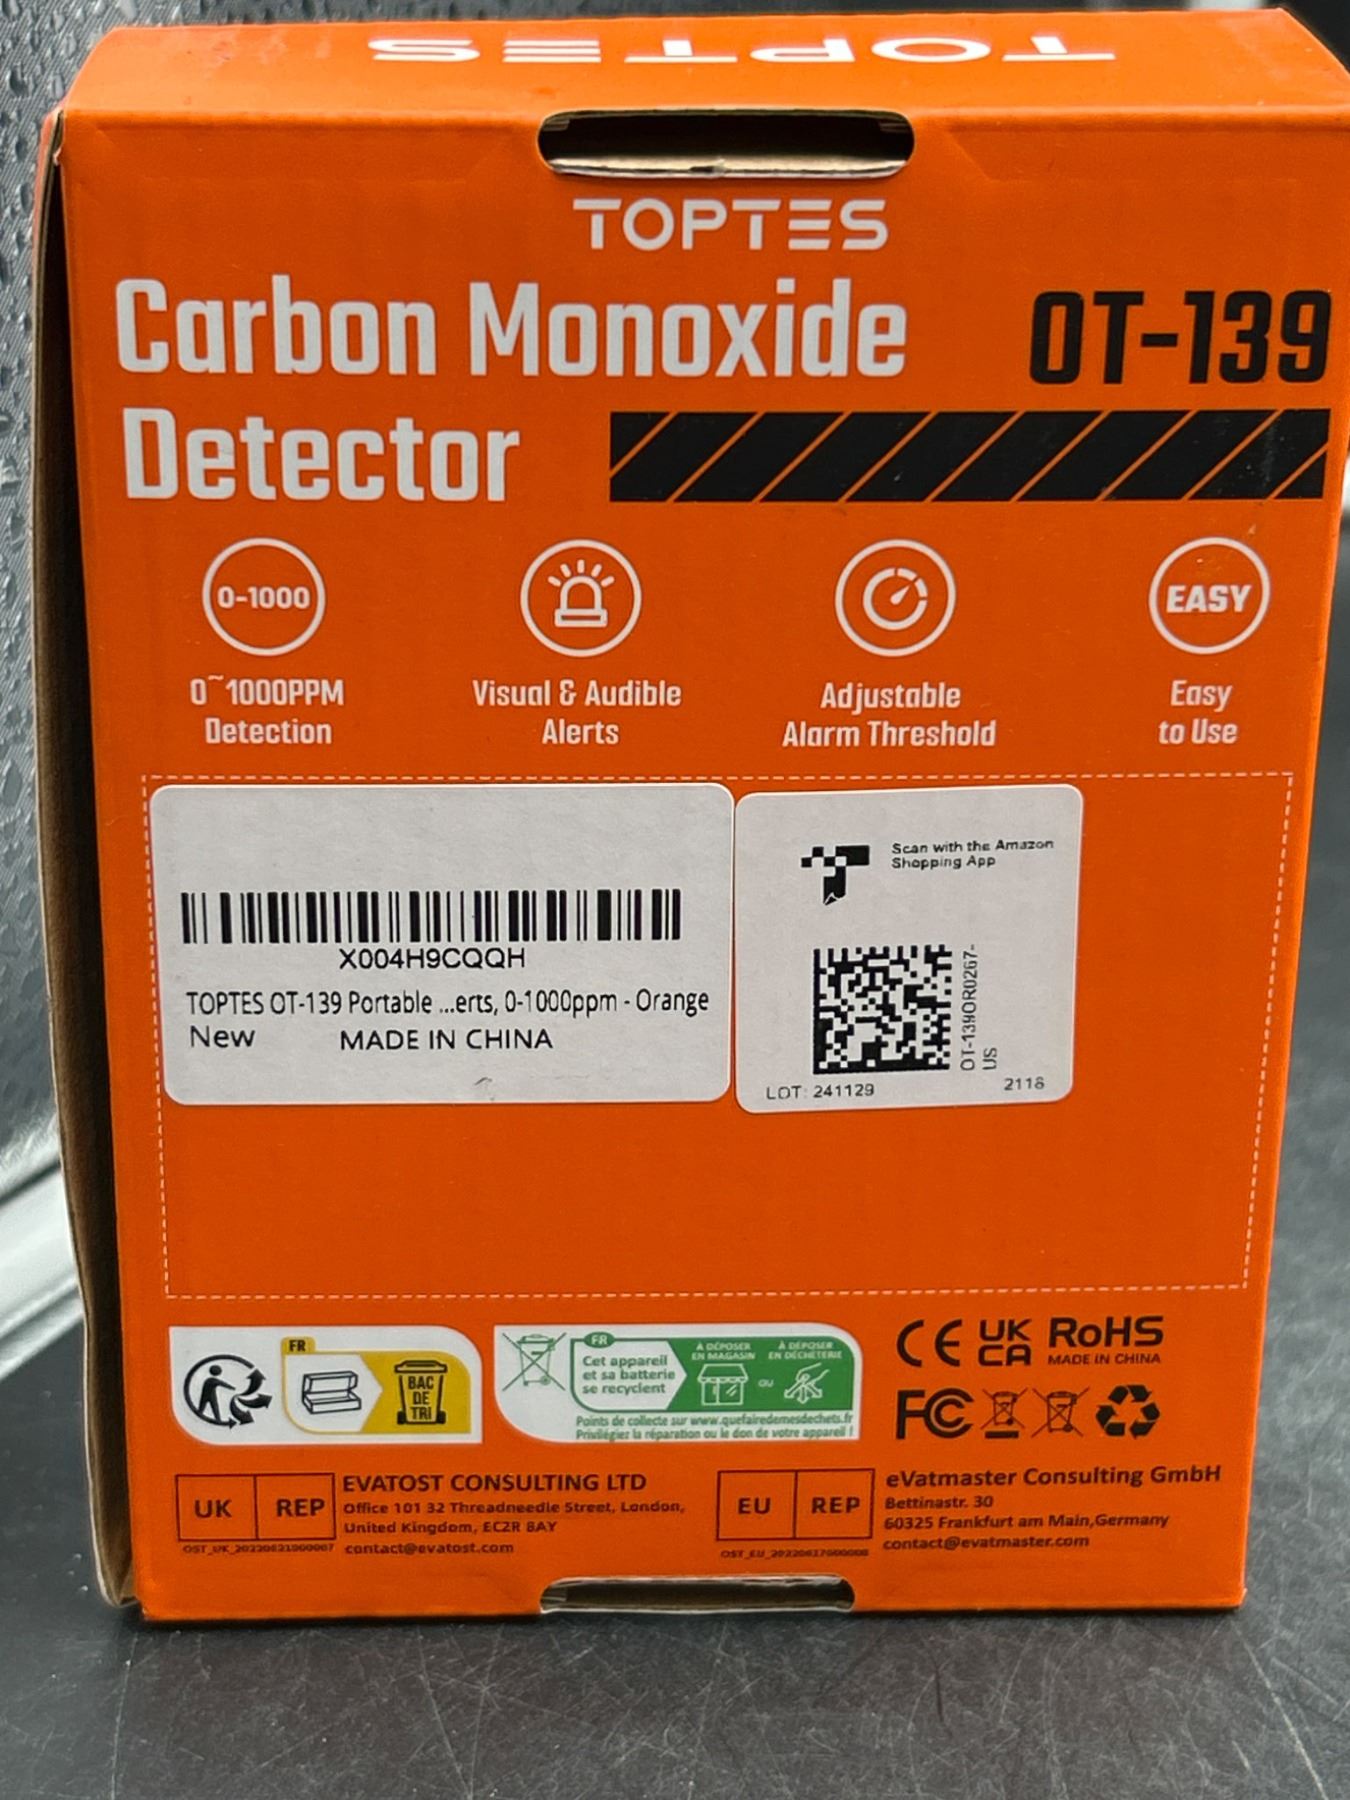 TOPTES
TOPTES
Carbon Monoxide
Detector
OT-139
0-1000
EASY
0~1000PPM
Detection
Visual & Audible
Alerts
Adjustable
Alarm Threshold
Easy
to Use
X004H9CQQH
TOPTES OT-139 Portable ...erts, 0-1000ppm - Orange
New MADE IN CHINA
Scan with the Amazon
Shopping App
OT-139OR0267-
US
LOT: 241129
2118
FR
BAC
DE
TRI
FR
Cet appareil
et sa batterie
se recyclent
À DÉPOSER
EN MAGASIN
ou
À DÉPOSER
EN DÉCHÈTERIE
Points de collecte sur www.quefairedemesdechets.fr
Privilégiez la réparation ou le don de votre appareil !
CE
UK
CA
RoHS
MADE IN CHINA
FC
UK REP
EVATOST CONSULTING LTD
Office 101 32 Threadneedle Street, London,
United Kingdom, EC2R 8AY
contact@evatost.com
EU REP
eVatmaster Consulting GmbH
Bettinastr. 30
60325 Frankfurt am Main,Germany
contact@evatmaster.com